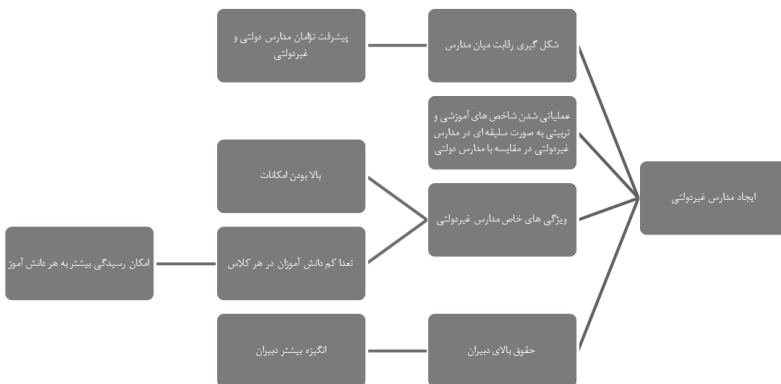 ایجاد مدارس غیردولتی
شکل گیری رقابت میان مدارس
پیشرفت تؤامان مدارس دولتی و
غیردولتی
عملیاتی شدن شاخص های آموزشی و
تربیتی به صورت سلیقه ای در مدارس
غیردولتی در مقایسه با مدارس دولتی
ویژگی های خاص مدارس غیردولتی
بالا بودن امکانات
تعدا کم دانش آموزان در هر کلاس
امکان رسیدگی بیشتر به هر دانش آموز
حقوق بالای دبیران
انگیزه بیشتر دبیران